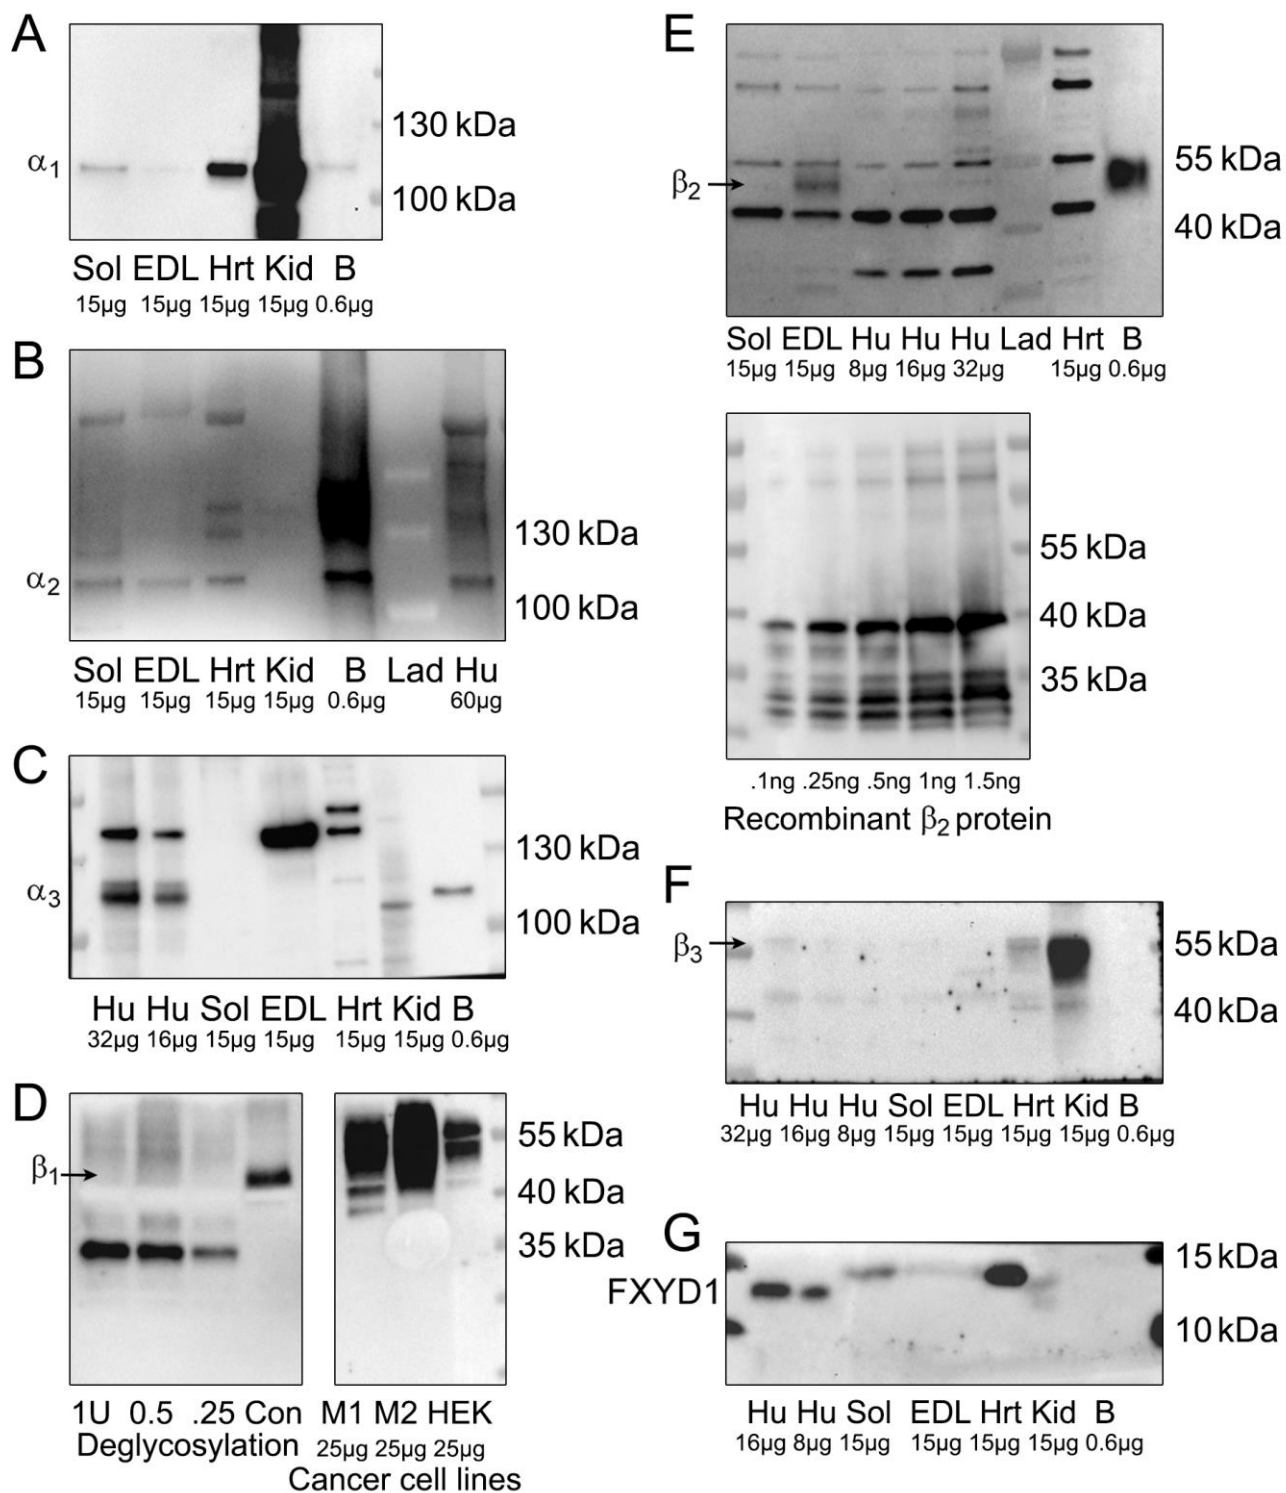 A
130 kDa
α1
100 kDa
Sol EDL Hrt Kid B
15µg 15µg 15µg 15µg 0.6µg
B
130 kDa
α2
100 kDa
Sol EDL Hrt Kid B Lad Hu
15µg 15µg 15µg 15µg 0.6µg 60µg
C
130 kDa
α3
100 kDa
Hu Hu Sol EDL Hrt Kid B
32µg 16µg 15µg 15µg 15µg 15µg 0.6µg
D
55 kDa
β1
40 kDa
35 kDa
1U 0.5 .25 Con
Deglycosylation
M1 M2 HEK
25µg 25µg 25µg
Cancer cell lines
E
55 kDa
β2
40 kDa
Sol EDL Hu Hu Hu Lad Hrt B
15µg 15µg 8µg 16µg 32µg 15µg 0.6µg
55 kDa
40 kDa
35 kDa
.1ng .25ng .5ng 1ng 1.5ng
Recombinant β2 protein
F
β3
55 kDa
40 kDa
Hu Hu Hu Sol EDL Hrt Kid B
32µg 16µg 8µg 15µg 15µg 15µg 15µg 0.6µg
G
15 kDa
FXYD1
10 kDa
Hu Hu Sol EDL Hrt Kid B
16µg 8µg 15µg 15µg 15µg 15µg 0.6µg